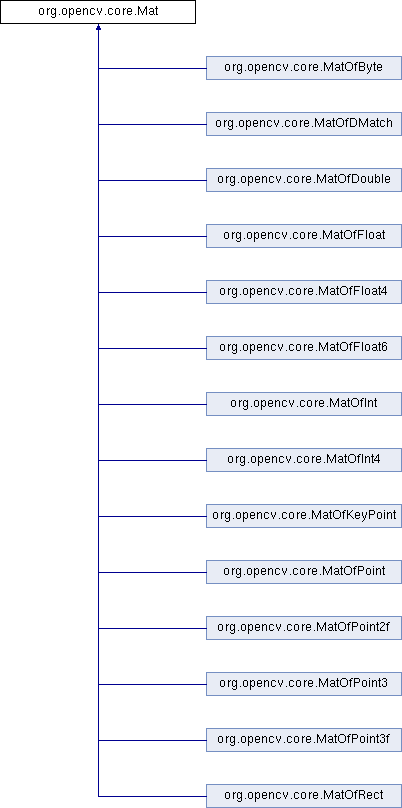 org.opencv.core.Mat
org.opencv.core.MatOfByte
org.opencv.core.MatOfDMatch
org.opencv.core.MatOfDouble
org.opencv.core.MatOfFloat
org.opencv.core.MatOfFloat4
org.opencv.core.MatOfFloat6
org.opencv.core.MatOfInt
org.opencv.core.MatOfInt4
org.opencv.core.MatOfKeyPoint
org.opencv.core.MatOfPoint
org.opencv.core.MatOfPoint2f
org.opencv.core.MatOfPoint3
org.opencv.core.MatOfPoint3f
org.opencv.core.MatOfRect